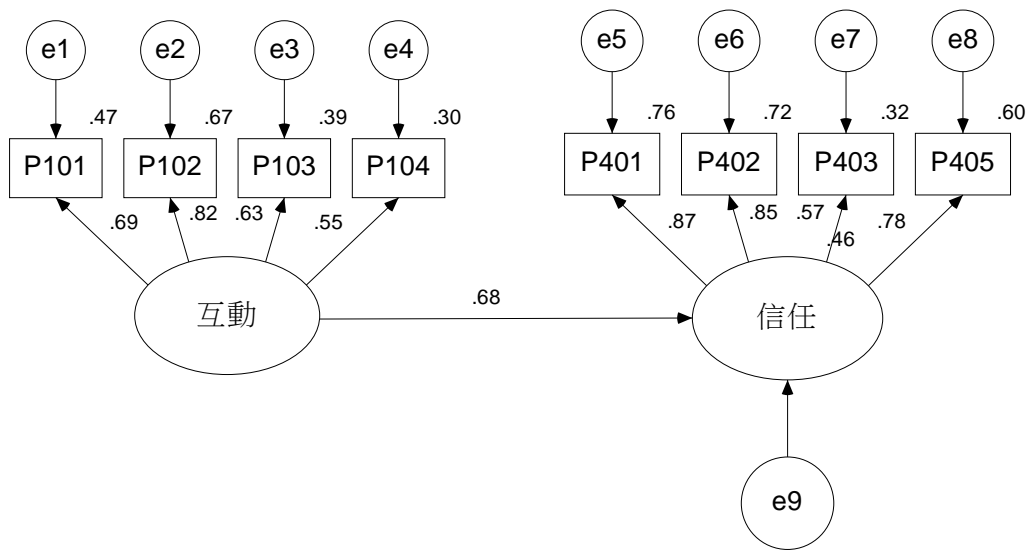 e1 e2 e3 e4 e5 e6 e7 e8
.47 .67 .39 .30 .76 .72 .32 .60
P101 P102 P103 P104 P401 P402 P403 P405
.69 .82 .63 .55 .87 .85 .57 .78
.46
互動 .68 信任
e9